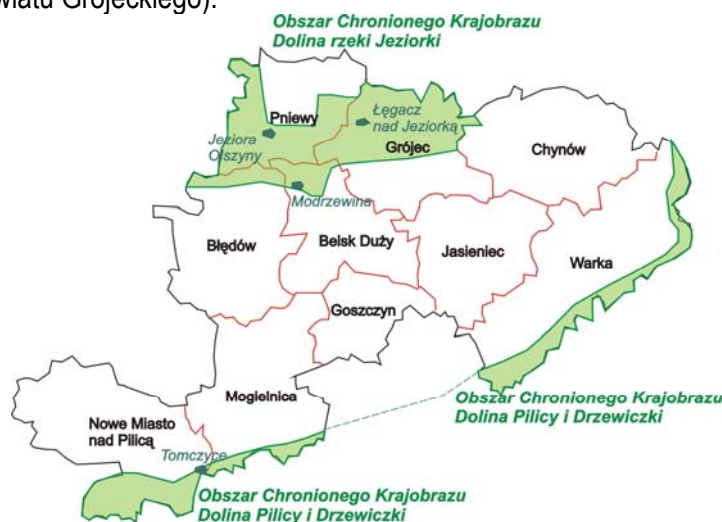 wiatu Grójeckiego).
Obszar Chronionego Krajobrazu
Dolina rzeki Jeziorki
Pniewy
Łęgacz
nad Jeziorką
Jeziora
Olszyny
Grójec
Chynów
Modrzewina
Błędów
Belsk Duży
Jasieniec
Warka
Goszczyn
Mogielnica
Obszar Chronionego Krajobrazu
Dolina Pilicy i Drzewiczki
Nowe Miasto
nad Pilicą
Tomczyce
Obszar Chronionego Krajobrazu
Dolina Pilicy i Drzewiczki